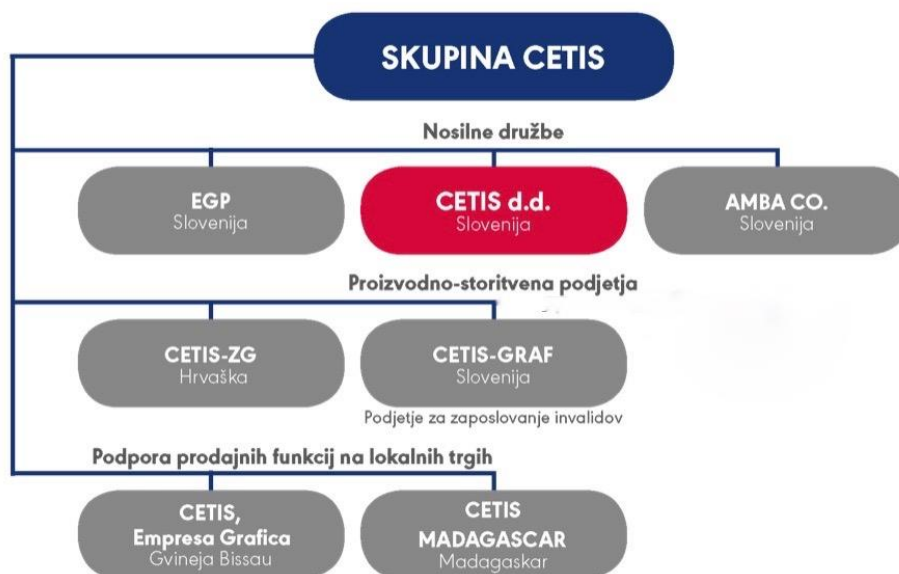 SKUPINA CETIS
Nosilne družbe
EGP
Slovenija
CETIS d.d.
Slovenija
AMBA CO.
Slovenija
Proizvodno-storitvena podjetja
CETIS-ZG
Hrvaška
CETIS-GRAF
Slovenija
Podjetje za zaposlovanje invalidov
Podpora prodajnih funkcij na lokalnih trgih
CETIS,
Empresa Grafica
Gvineja Bissau
CETIS
MADAGASCAR
Madagaskar